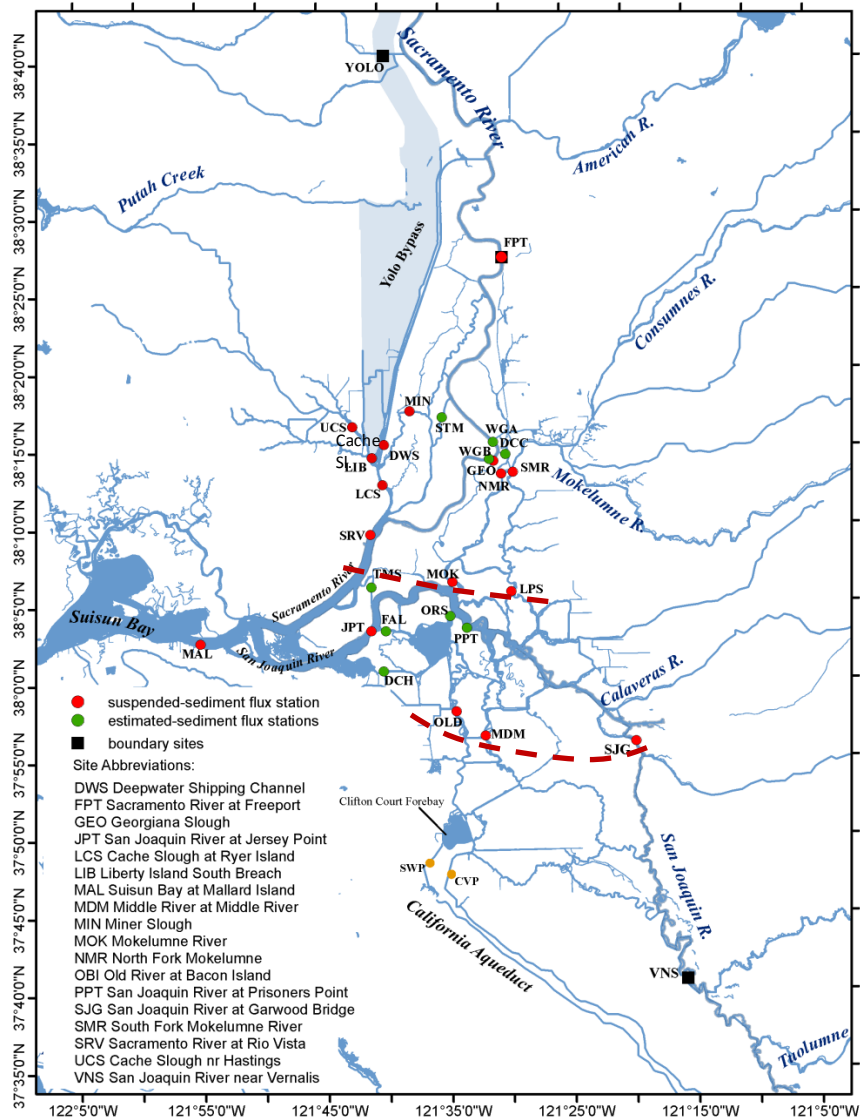 38°40'0"N
38°35'0"N
38°30'0"N
38°25'0"N
38°20'0"N
38°15'0"N
38°10'0"N
38°50'0"N
38°0'0"N
37°55'0"N
37°50'0"N
37°45'0"N
37°40'0"N
37°35'0"N
YOLO
Sacramento River
American R.
Putah Creek
Yolo Bypass
FPT
Consumnes R.
MIN
UCS
STM
Cache
WGA
DCC
DWS
WGB
Sl
LIB
GEO
SMR
NMR
LCS
Mokelumne R.
SRV
TMS
MOK
LPS
Sacramento River
Suisun Bay
ORS
JPT
FAL
PPT
MAL
San Joaquin River
DCH
Calaveras R.
suspended-sediment flux station
estimated-sediment flux stations
boundary sites
OLD
MDM
SJG
Site Abbreviations:
DWS Deepwater Shipping Channel
FPT Sacramento River at Freeport
GEO Georgiana Slough
JPT San Joaquin River at Jersey Point
LCS Cache Slough at Ryer Island
LIB Liberty Island South Breach
MAL Suisun Bay at Mallard Island
MDM Middle River at Middle River
MIN Miner Slough
MOK Mokelumne River
NMR North Fork Mokelumne
OBI Old River at Bacon Island
PPT San Joaquin River at Prisoners Point
SJG San Joaquin River at Garwood Bridge
SMR South Fork Mokelumne River
SRV Sacramento River at Rio Vista
UCS Cache Slough nr Hastings
VNS San Joaquin River near Vernalis
Clifton Court Forebay
SWP
CVP
San Joaquin R.
California Aqueduct
VNS
Tuolumne
122°5'0"W
121°55'0"W
121°45'0"W
121°35'0"W
121°25'0"W
121°15'0"W
121°5'0"W